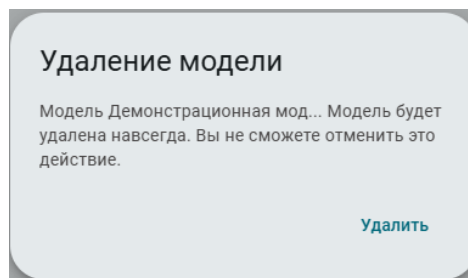 Удаление модели
Модель Демонстрационная мод... Модель будет
удалена навсегда. Вы не сможете отменить это
действие.
Удалить